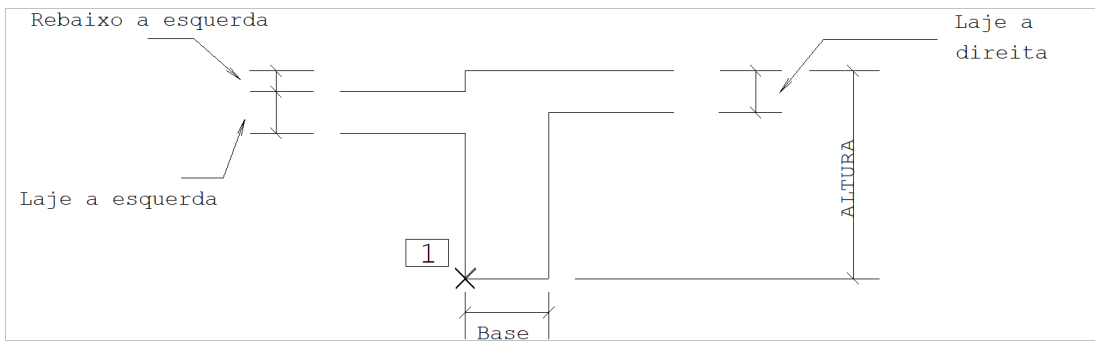 Rebaixo a esquerda
Laje a
direita
ALTURA
Laje a esquerda
1
Base